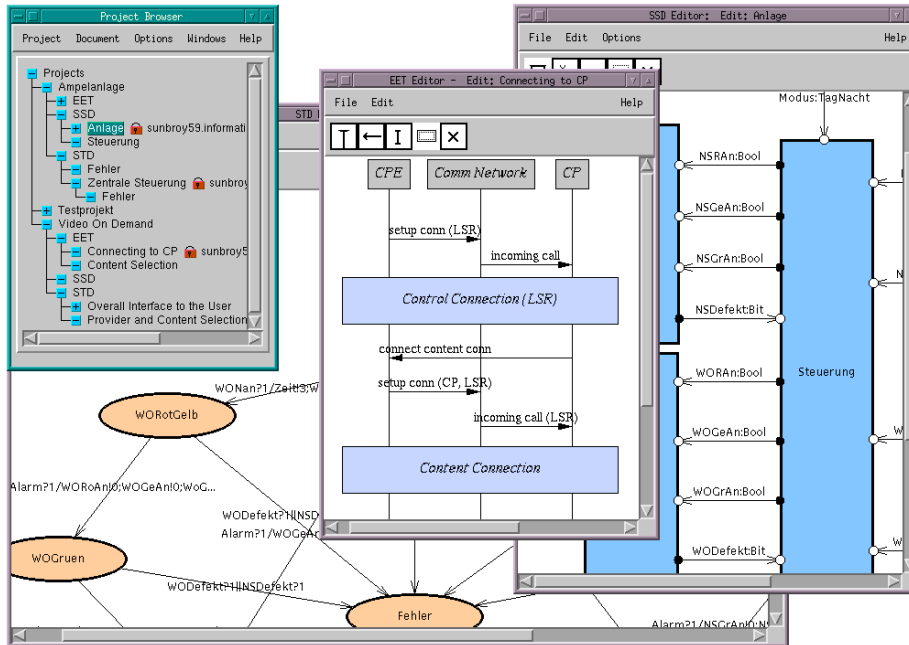 Project Browser
Project Document Options Windows Help
Projects
Ampelanlage
EET
SSD
Anlage sunbroy59.informati
Steuerung
STD
Fehler
Zentrale Steuerung sunbroy
Fehler
Testprojekt
Video On Demand
EET
Connecting to CP sunbroy5
Content Selection
SSD
STD
Overall Interface to the User
Provider and Content Selection
STD
WONan?1/Zeit!3;W
WORotGelb
Alarm?1/WORoAn!0;WOGeAn!0;WoG...
WODefekt?1||NSD
Alarm?1/WOGeAn
WOGruen
WODefekt?1||NSDefekt?1
Fehler
Alarm?1/NSGrAn!0;NS
EET Editor - Edit: Connecting to CP
File Edit Help
CPE Comm Network CP
setup conn (LSR)
incoming call
Control Connection (LSR)
connect content conn
setup conn (CP, LSR)
incoming call (LSR)
Content Connection
SSD Editor: Edit: Anlage
File Edit Options Help
Modus:TagNacht
NSRAn:Bool
NSGeAn:Bool
NSGrAn:Bool
NSDefekt:Bit
Steuerung
WORAn:Bool
WOGeAn:Bool
WOGrAn:Bool
WODefekt:Bit